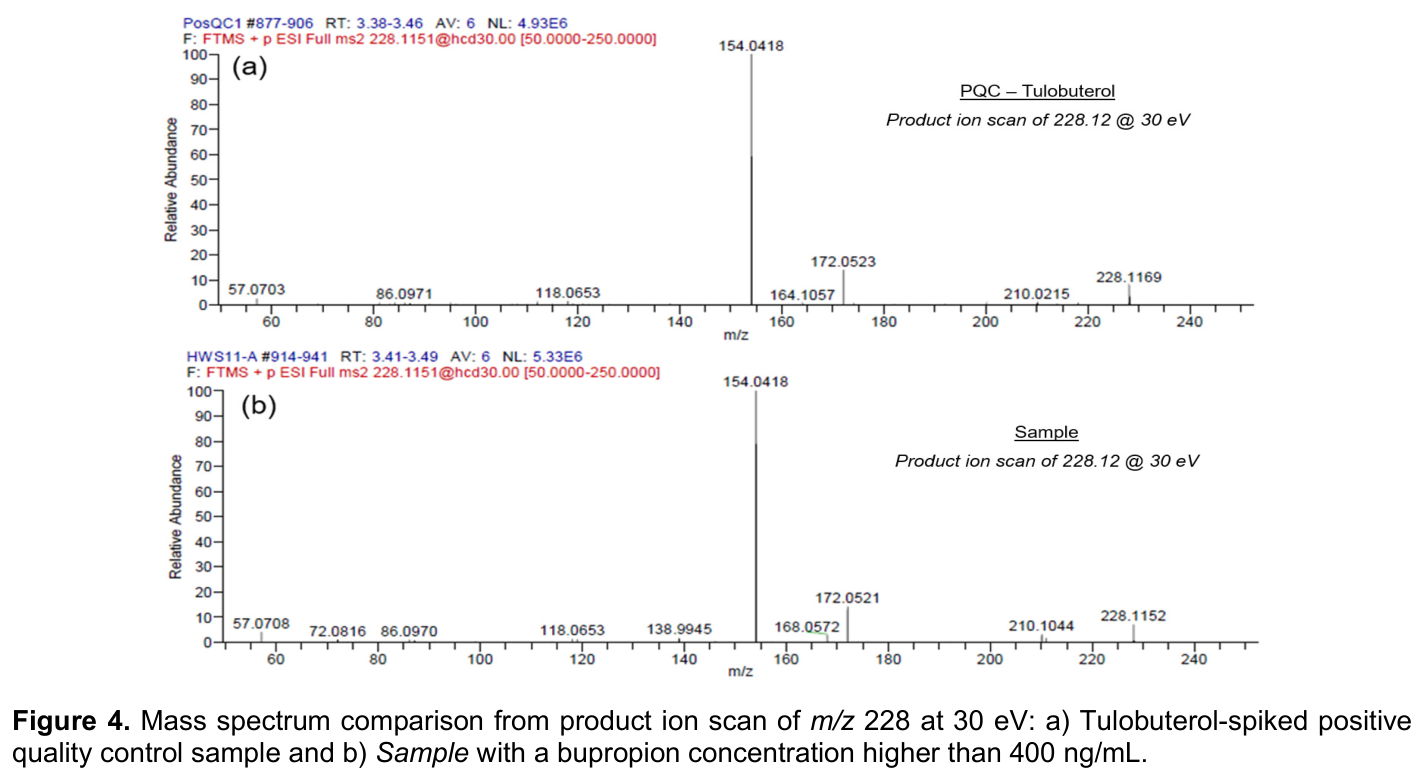 PosQC1 #877-906 RT: 3.38-3.46 AV: 6 NL: 4.93E6
F: FTMS + p ESI Full ms2 228.1151@hcd30.00 [50.0000-250.0000]
(a)
PQC – Tulobuterol
Product ion scan of 228.12 @ 30 eV
Relative Abundance
100
90
80
70
60
50
40
30
20
10
0
154.0418
57.0703
86.0971
118.0653
164.1057
172.0523
210.0215
228.1169
60 80 100 120 140 160 180 200 220 240
m/z
HWS11-A #914-941 RT: 3.41-3.49 AV: 6 NL: 5.33E6
F: FTMS + p ESI Full ms2 228.1151@hcd30.00 [50.0000-250.0000]
(b)
Sample
Product ion scan of 228.12 @ 30 eV
Relative Abundance
100
90
80
70
60
50
40
30
20
10
0
154.0418
57.0708
72.0816
86.0970
118.0653
138.9945
168.0572
172.0521
210.1044
228.1152
60 80 100 120 140 160 180 200 220 240
m/z
Figure 4. Mass spectrum comparison from product ion scan of m/z 228 at 30 eV: a) Tulobuterol-spiked positive
quality control sample and b) Sample with a bupropion concentration higher than 400 ng/mL.